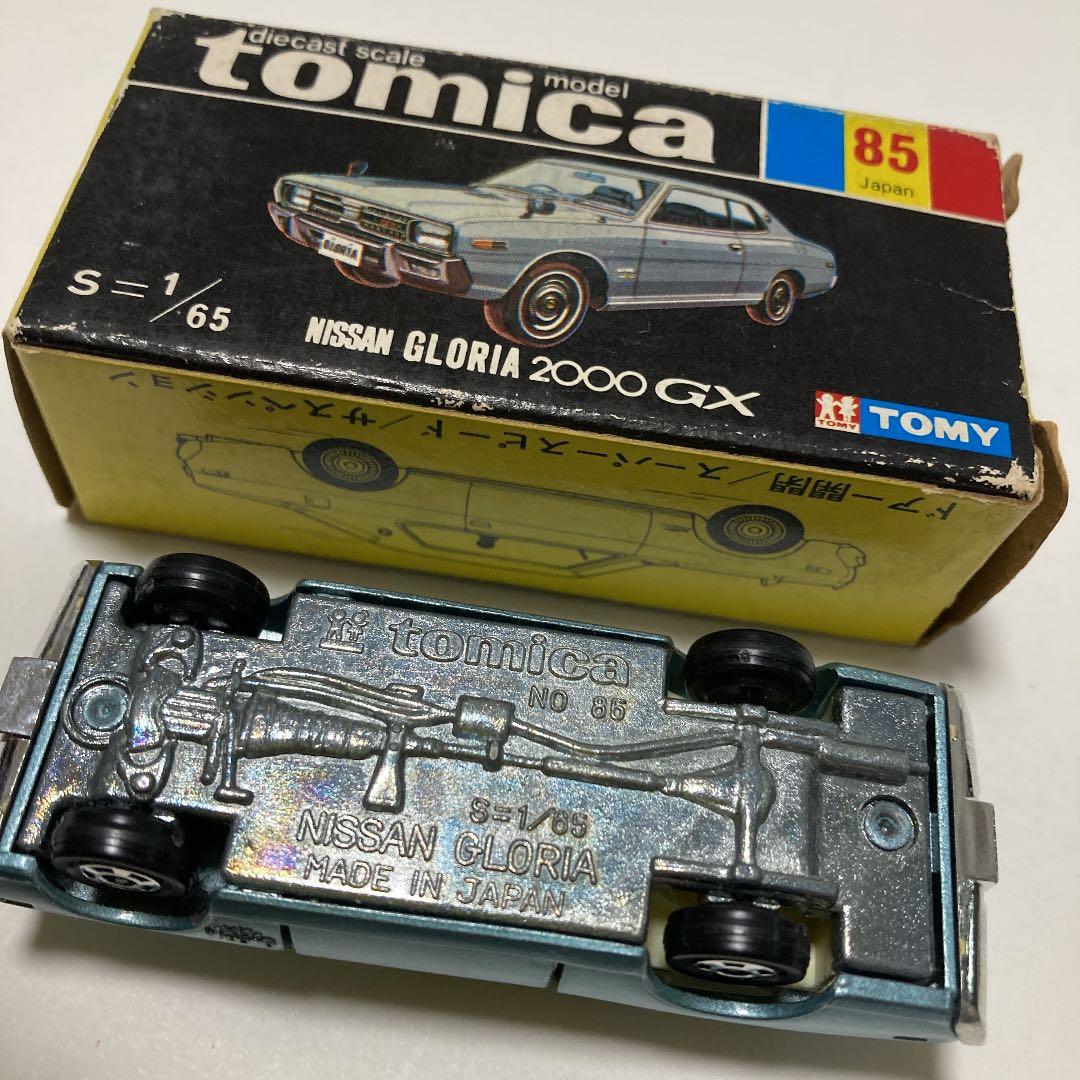 diecast scale
tomica
model
85
Japan
GLORIA
S=1/65
NISSAN GLORIA 2000 GX
TOMY
TOMY
ドアー開閉/スーパースピード/サスペンション
tomica
NO 85
S=1/65
NISSAN GLORIA
MADE IN JAPAN